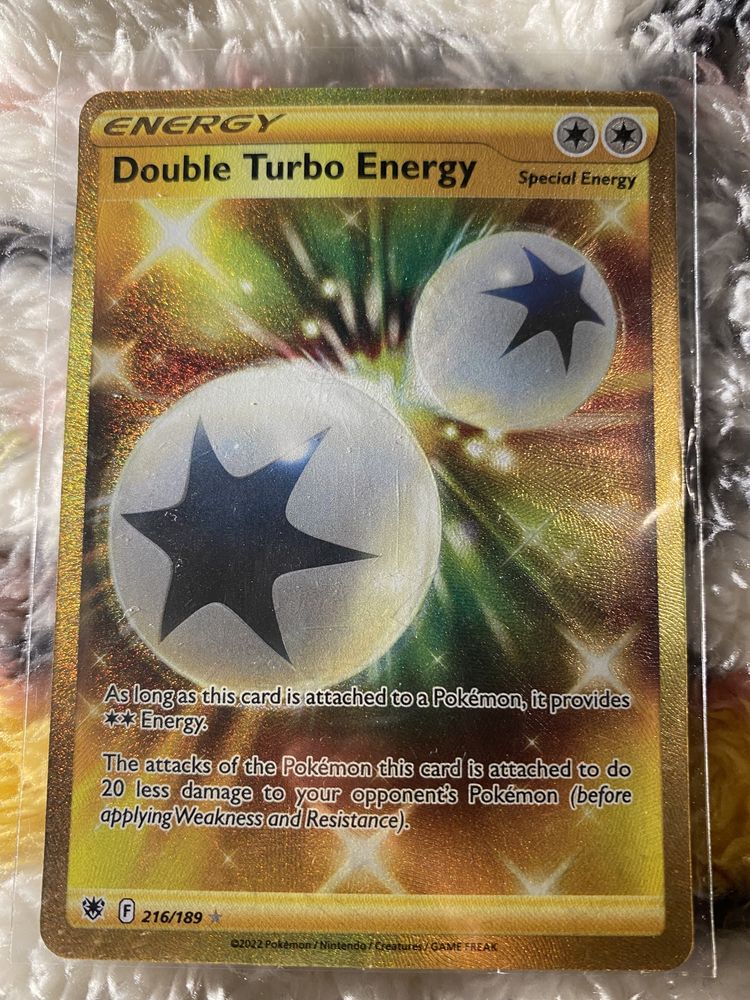 ENERGY
Double Turbo Energy
Special Energy
As long as this card is attached to a Pokémon, it provides
Energy.
The attacks of the Pokémon this card is attached to do
20 less damage to your opponent's Pokémon (before
applying Weakness and Resistance).
F 216/189
©2022 Pokémon / Nintendo / Creatures / GAME FREAK